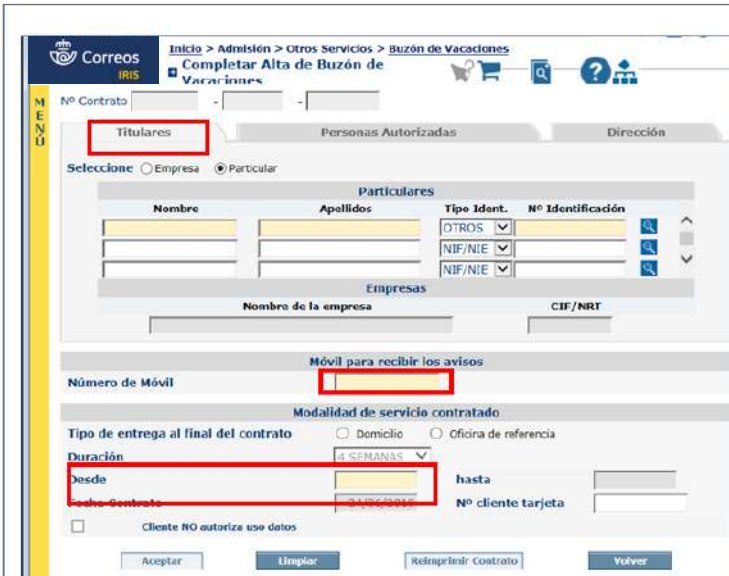 Correos
IRIS
Inicio > Admisión > Otros Servicios > Buzón de Vacaciones
Completar Alta de Buzón de
Vacaciones
MENÚ
Nº Contrato - -
Titulares Personas Autorizadas Dirección
Seleccione Empresa Particular
Particulares
Nombre Apellidos Tipo Ident. Nº Identificación
OTROS
NIF/NIE
NIF/NIE
Empresas
Nombre de la empresa CIF/NRT
Móvil para recibir los avisos
Número de Móvil
Modalidad de servicio contratado
Tipo de entrega al final del contrato Domicilio Oficina de referencia
Duración 4 SEMANAS
Desde hasta
Fecha Contrato 24/06/2019 Nº cliente tarjeta
Cliente NO autoriza uso datos
Aceptar Limpiar Reimprimir Contrato Volver